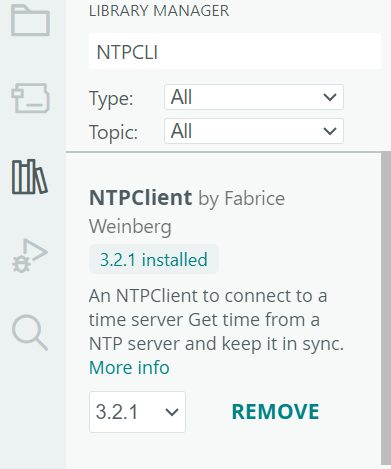 LIBRARY MANAGER
NTPCLI
Type: All
Topic: All
NTPClient by Fabrice
Weinberg
3.2.1 installed
An NTPClient to connect to a
time server Get time from a
NTP server and keep it in sync.
More info
3.2.1 REMOVE